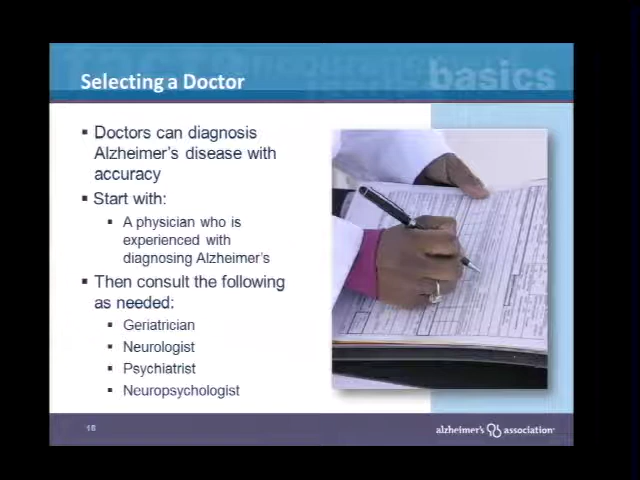 basics
Selecting a Doctor
▪ Doctors can diagnosis
Alzheimer's disease with
accuracy
▪ Start with:
▪ A physician who is
experienced with
diagnosing Alzheimer's
▪ Then consult the following
as needed:
▪ Geriatrician
▪ Neurologist
▪ Psychiatrist
▪ Neuropsychologist
alzheimer's association